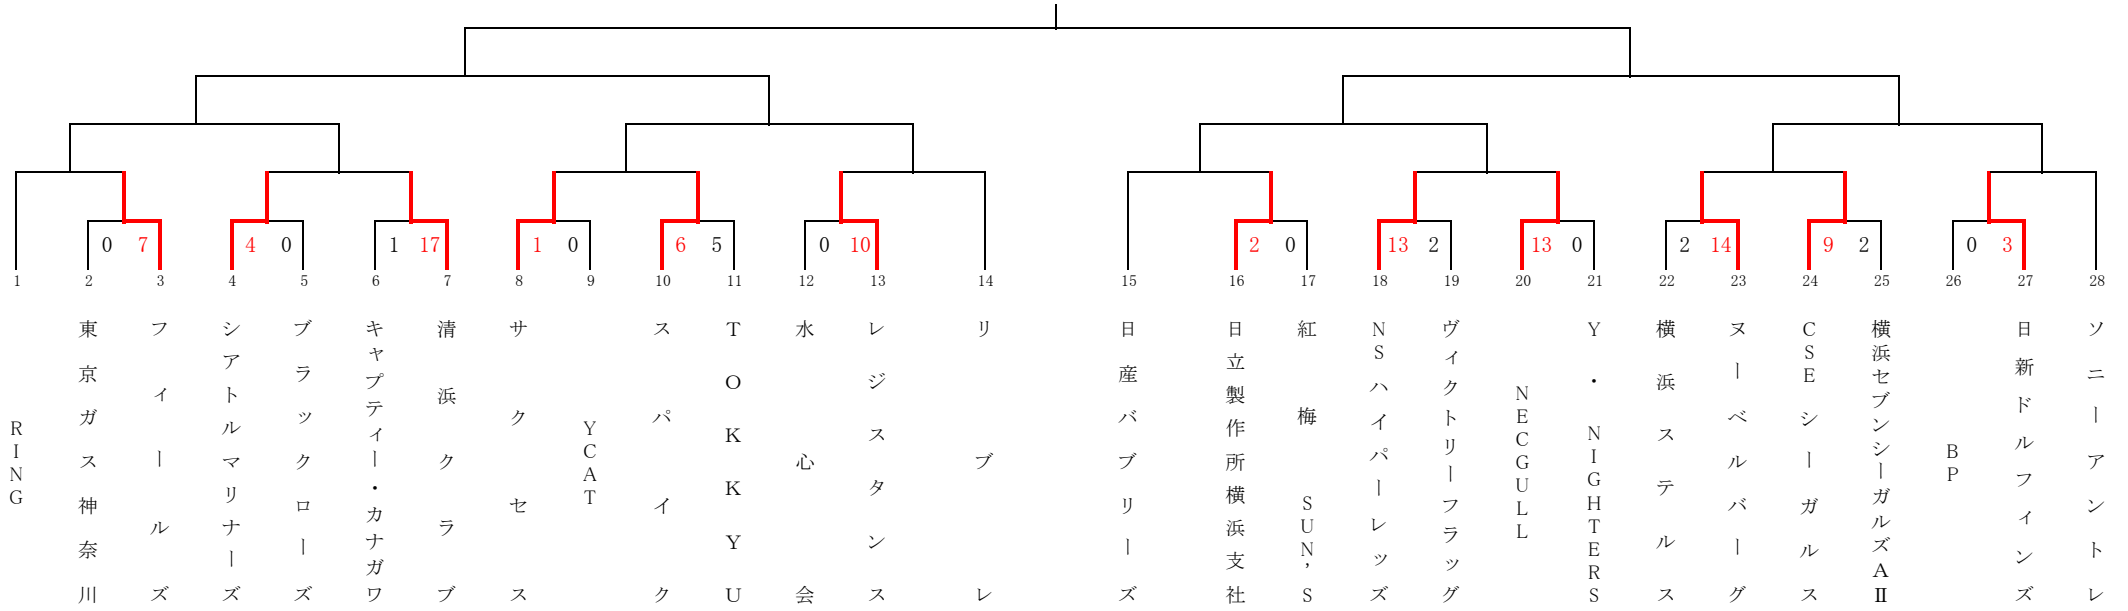 0 7 4 0 1 17 1 0 6 5 0 10 2 0 13 2 13 0 2 14 9 2 0 3
1 2 3 4 5 6 7 8 9 10 11 12 13 14 15 16 17 18 19 20 21 22 23 24 25 26 27 28
RING
東京ガス神奈川
フィールズ
シアトルマリナーズ
ブラックローズ
キャプティー・カナガワ
清浜クラブ
サクセス
YCAT
スパイク
TOKKYU
水心会
レジスタンス
リブレ
日産バブリーズ
日立製作所横浜支社
紅梅 SUN,S
NSハイパーレッズ
ヴィクトリーフラッグ
NECGULL
Y・NIGHTERS
横浜ステルス
ヌーベルバーグ
CSEシーガルス
横浜セブンシーガルズAⅡ
BP
日新ドルフィンズ
ソニーアントレ